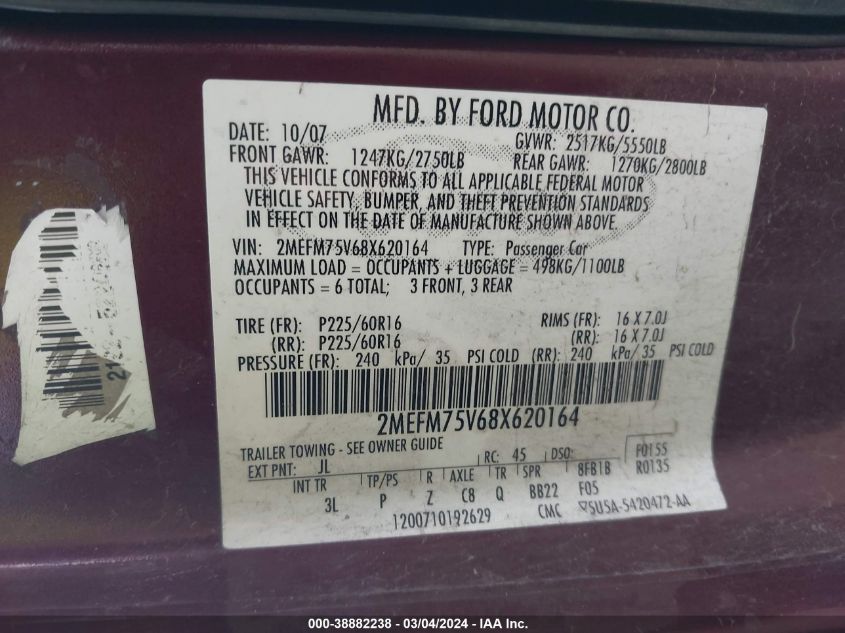 MFD. BY FORD MOTOR CO.
DATE: 10/07 GVWR: 2517KG/5550LB
FRONT GAWR: 1247KG/2750LB REAR GAWR: 1270KG/2800LB
THIS VEHICLE CONFORMS TO ALL APPLICABLE FEDERAL MOTOR
VEHICLE SAFETY, BUMPER, AND THEFT PREVENTION STANDARDS
IN EFFECT ON THE DATE OF MANUFACTURE SHOWN ABOVE.
VIN: 2MEFM75V68X620164 TYPE: Passenger Car
MAXIMUM LOAD = OCCUPANTS + LUGGAGE = 498KG/1100LB
OCCUPANTS = 6 TOTAL; 3 FRONT, 3 REAR
TIRE (FR): P225/60R16 RIMS (FR): 16 X 7.0J
(RR): P225/60R16 (RR): 16 X 7.0J
PRESSURE (FR): 240 kPa/ 35 PSI COLD (RR): 240 kPa/35 PSI COLD
2MEFM75V68X620164
TRAILER TOWING - SEE OWNER GUIDE
EXT PNT: JL RC: 45 DSO: F0155
INT TR TP/PS R AXLE TR SPR 8FB1B R0135
3L P Z C8 Q BB22 F05
1200710192629 CMC 5U5A-5420472-AA
000-38882238 - 03/04/2024 - IAA Inc.